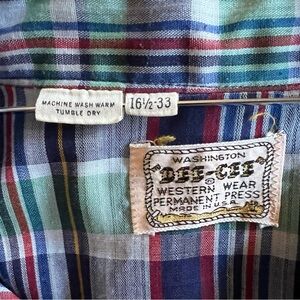 MACHINE WASH WARM
TUMBLE DRY
16½-33
WASHINGTON
"DEE-CEE"
WESTERN WEAR
PERMANENT PRESS
MADE IN U.S.A.